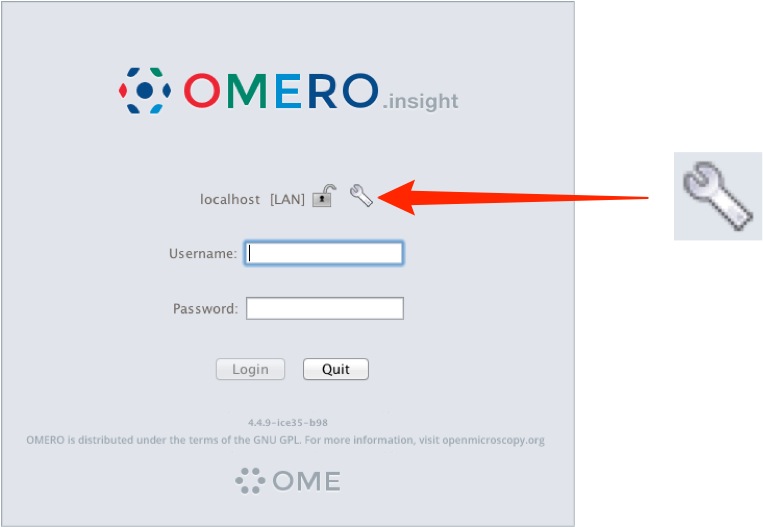 OMERO.insight
localhost [LAN]
Username:
Password:
Login Quit
4.4.9-ice35-b98
OMERO is distributed under the terms of the GNU GPL. For more information, visit openmicroscopy.org
OME